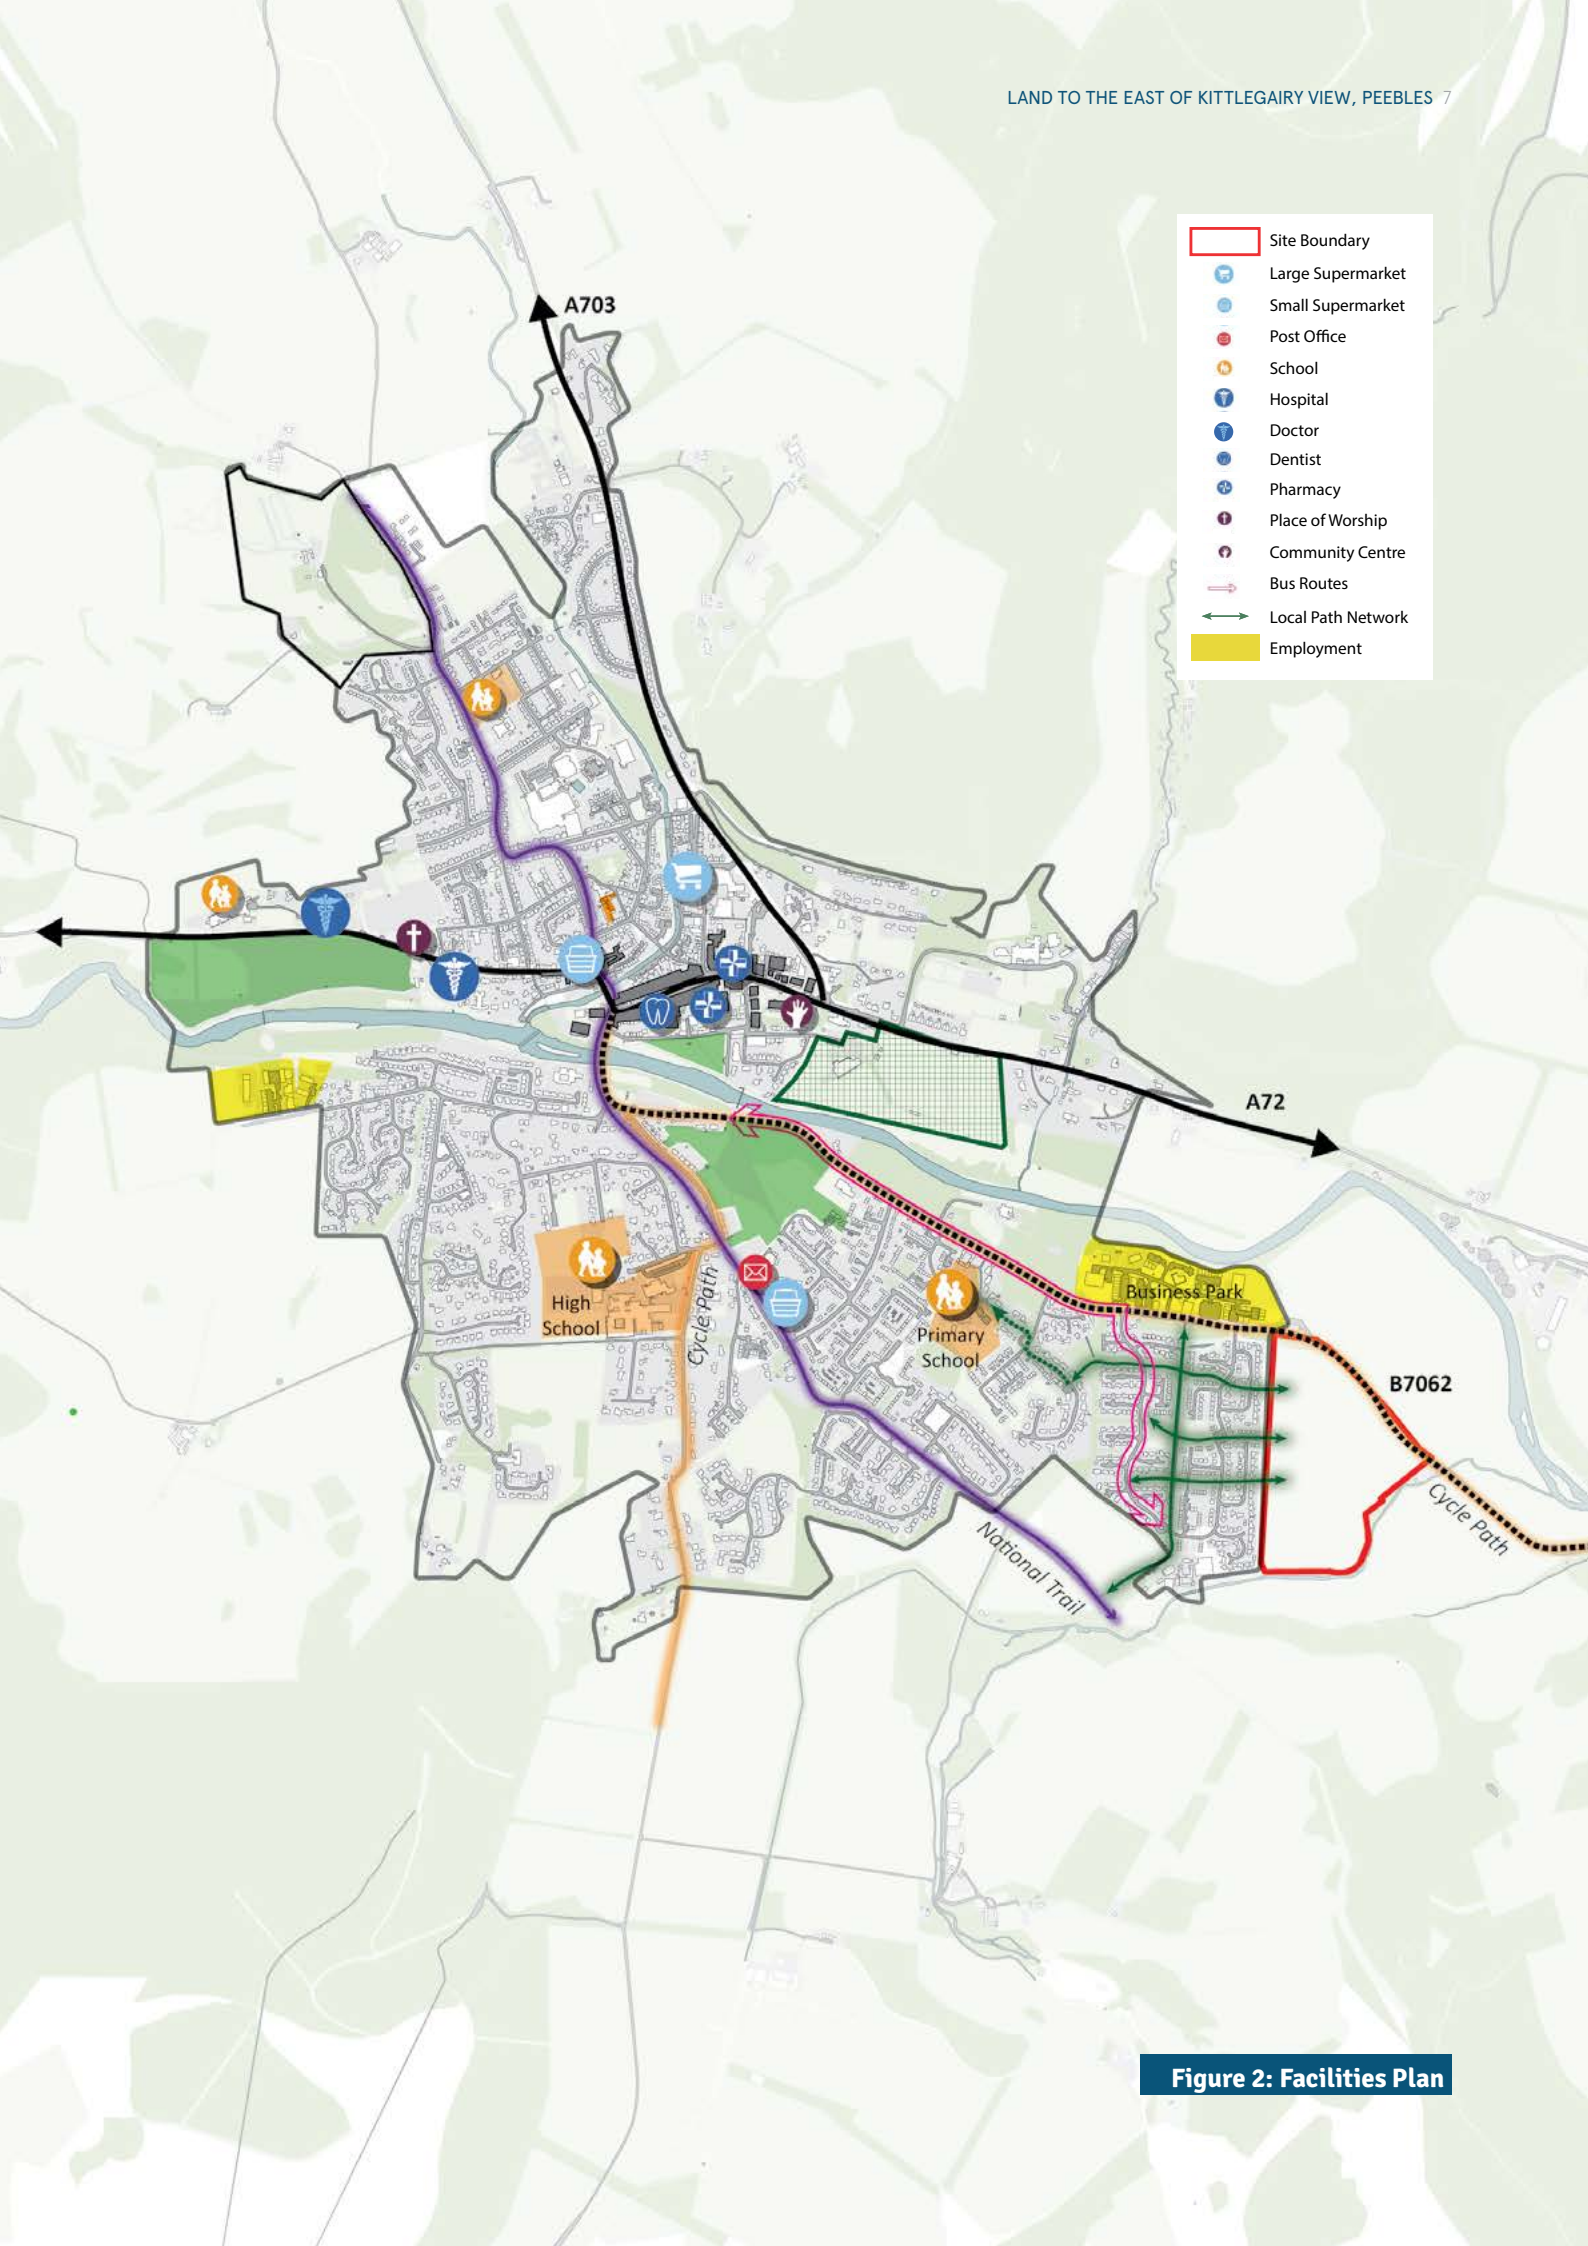 LAND TO THE EAST OF KITTLEGAIRY VIEW, PEEBLES 7
Site Boundary
Large Supermarket
Small Supermarket
Post Office
School
Hospital
Doctor
Dentist
Pharmacy
Place of Worship
Community Centre
Bus Routes
Local Path Network
Employment
A703
A72
Business Park
High
School
Cycle Path
Primary
School
B7062
Cycle Path
National Trail
Figure 2: Facilities Plan